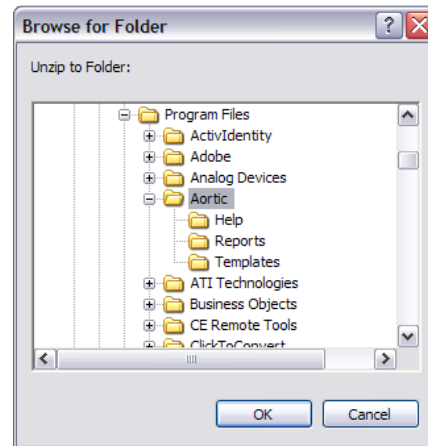 Browse for Folder
Unzip to Folder:
Program Files
ActivIdentity
Adobe
Analog Devices
Aortic
Help
Reports
Templates
ATI Technologies
Business Objects
CE Remote Tools
ClickToConvert
OK Cancel